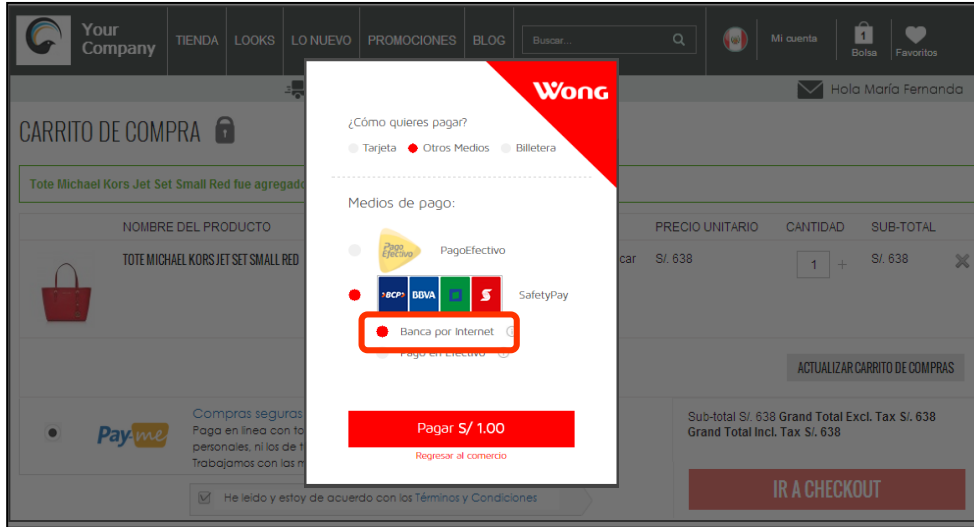 Your
Company
TIENDA LOOKS LO NUEVO PROMOCIONES BLOG Buscar... Mi cuenta 1 Bolsa Favoritos
Hola María Fernanda
CARRITO DE COMPRA
Tote Michael Kors Jet Set Small Red fue agregado
NOMBRE DEL PRODUCTO PRECIO UNITARIO CANTIDAD SUB-TOTAL
TOTE MICHAEL KORS JET SET SMALL RED car S/. 638 1 + S/. 638
ACTUALIZAR CARRITO DE COMPRAS
Wong
¿Cómo quieres pagar?
Tarjeta Otros Medios Billetera
Medios de pago:
Pago Efectivo PagoEfectivo
BCP BBVA SafetyPay
Banca por Internet
Pago en Efectivo
Pagar S/ 1.00
Regresar al comercio
Pay-me
Compras seguras
Paga en linea con to
personales, ni los de t
Trabajamos con las m
He leido y estoy de acuerdo con los Términos y Condiciones
Sub-total S/. 638 Grand Total Excl. Tax S/. 638
Grand Total Incl. Tax S/. 638
IR A CHECKOUT